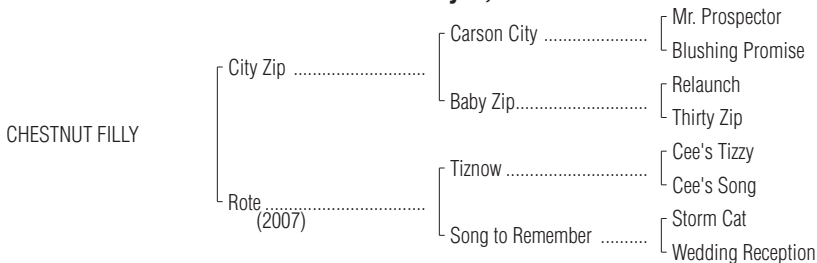 Mr. Prospector
Carson City ......................
Blushing Promise
City Zip ............................
Relaunch
Baby Zip............................
Thirty Zip
CHESTNUT FILLY
Cee's Tizzy
Tiznow ..............................
Cee's Song
Rote ..................................
(2007)
Storm Cat
Song to Remember ..........
Wedding Reception